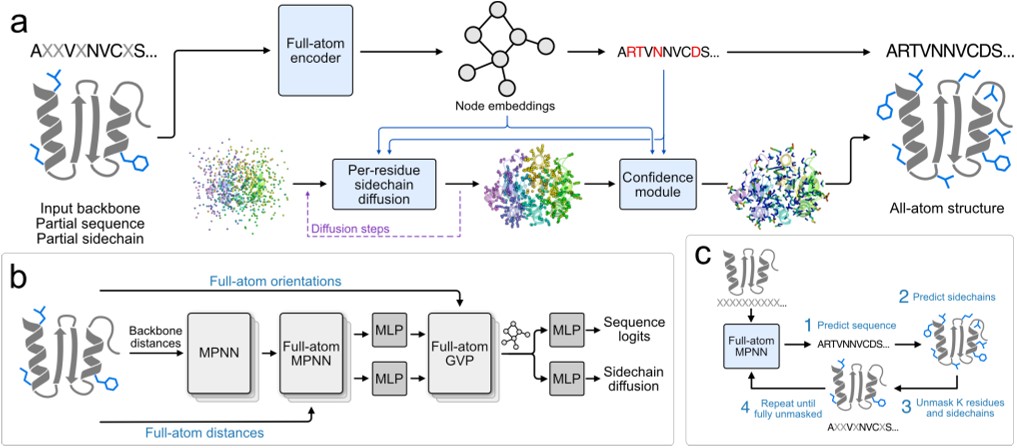 a
AXXVXNVCXS...
Full-atom
encoder
Node embeddings
ARTVNNVCDS...
ARTVNNVCDS...
Input backbone
Partial sequence
Partial sidechain
Per-residue
sidechain
diffusion
Diffusion steps
Confidence
module
All-atom structure
b
Full-atom orientations
Backbone
distances
MPNN
Full-atom
MPNN
MLP
MLP
Full-atom
GVP
MLP
MLP
Sequence
logits
Sidechain
diffusion
Full-atom distances
c
XXXXXXXXXX...
Full-atom
MPNN
1 Predict sequence
ARTVNNVCDS...
2 Predict sidechains
3 Unmask K residues
and sidechains
4 Repeat until
fully unmasked
AXXVXNVCXS...